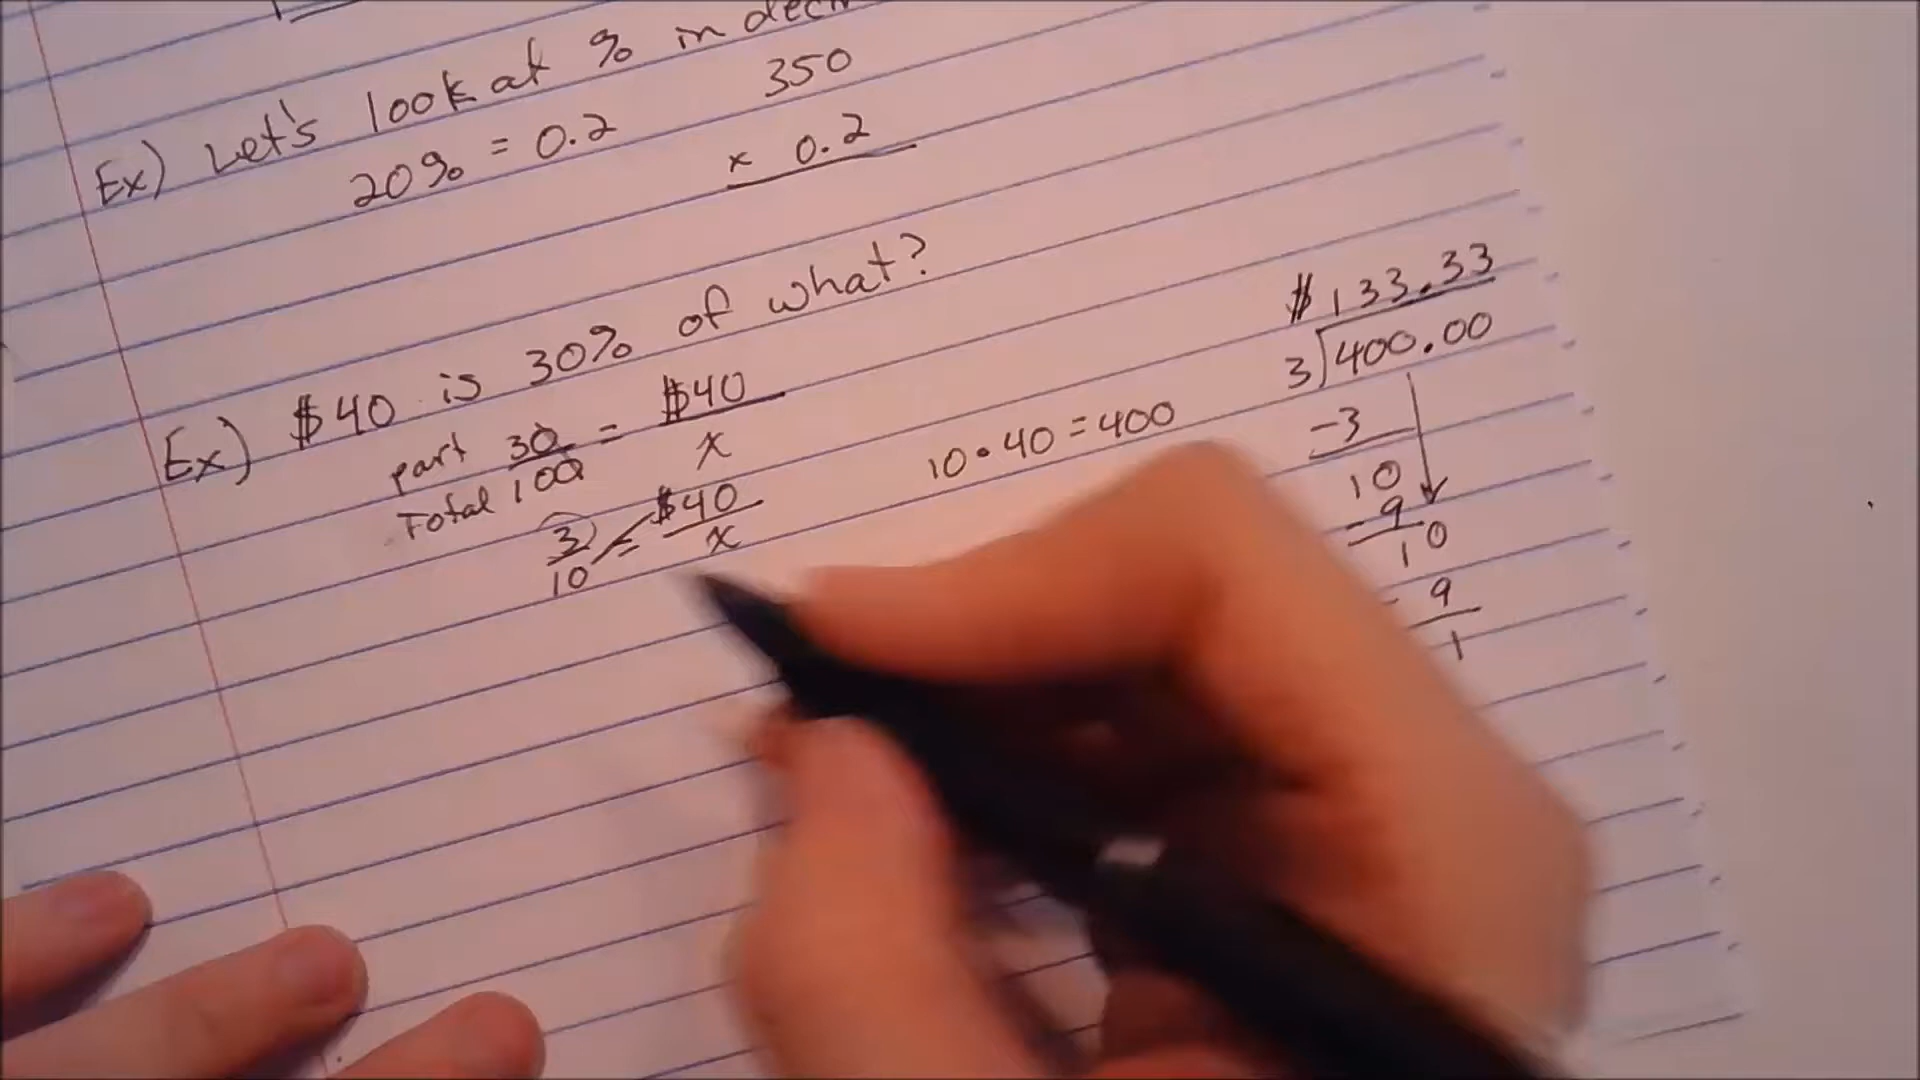 Ex) Let's look at % in
350
20% = 0.2
x 0.2
Ex) $40 is 30% of what?
part 30/100 = $40/x
Total
3/10 = $40/x
10 • 40 = 400
$133.33
3)400.00
-3
10
-9
10
- 9
1